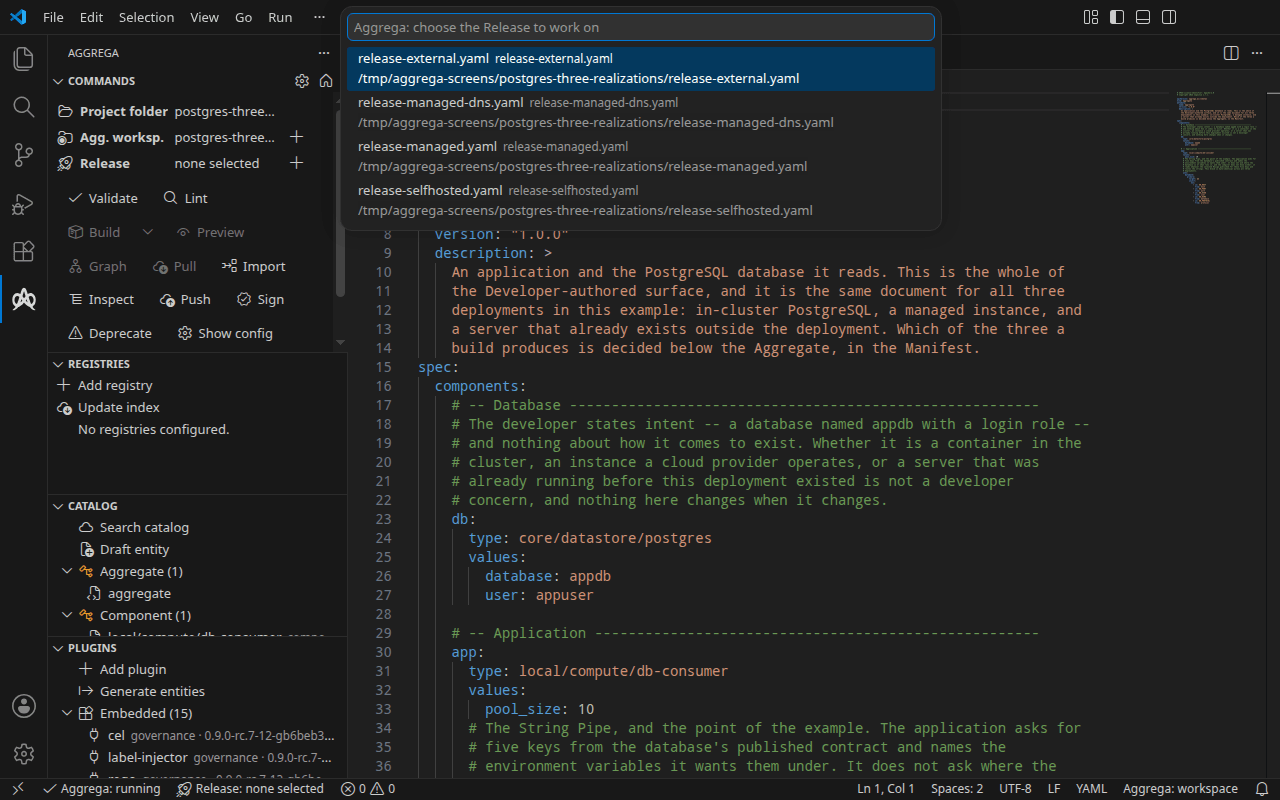 File Edit Selection View Go Run ···
Aggrega: choose the Release to work on
release-external.yaml release-external.yaml
/tmp/aggrega-screens/postgres-three-realizations/release-external.yaml
release-managed-dns.yaml release-managed-dns.yaml
/tmp/aggrega-screens/postgres-three-realizations/release-managed-dns.yaml
release-managed.yaml release-managed.yaml
/tmp/aggrega-screens/postgres-three-realizations/release-managed.yaml
release-selfhosted.yaml release-selfhosted.yaml
/tmp/aggrega-screens/postgres-three-realizations/release-selfhosted.yaml
AGGREGA ···
COMMANDS
Project folder postgres-three...
Agg. worksp. postgres-three...
Release none selected
Validate Lint
Build Preview
Graph Pull Import
Inspect Push Sign
Deprecate Show config
REGISTRIES
Add registry
Update index
No registries configured.
CATALOG
Search catalog
Draft entity
Aggregate (1)
aggregate
Component (1)
PLUGINS
Add plugin
Generate entities
Embedded (15)
cel governance · 0.9.0-rc.7-12-gb6beb3...
label-injector governance · 0.9.0-rc.7-...
8 version: "1.0.0"
9 description: >
10 An application and the PostgreSQL database it reads. This is the whole of
11 the Developer-authored surface, and it is the same document for all three
12 deployments in this example: in-cluster PostgreSQL, a managed instance, and
13 a server that already exists outside the deployment. Which of the three a
14 build produces is decided below the Aggregate, in the Manifest.
15 spec:
16 components:
17 # -- Database --------------------------------------------------------
18 # The developer states intent -- a database named appdb with a login role --
19 # and nothing about how it comes to exist. Whether it is a container in the
20 # cluster, an instance a cloud provider operates, or a server that was
21 # already running before this deployment existed is not a developer
22 # concern, and nothing here changes when it changes.
23 db:
24 type: core/datastore/postgres
25 values:
26 database: appdb
27 user: appuser
28
29 # -- Application -----------------------------------------------------
30 app:
31 type: local/compute/db-consumer
32 values:
33 pool_size: 10
34 # The String Pipe, and the point of the example. The application asks for
35 # five keys from the database's published contract and names the
36 # environment variables it wants them under. It does not ask where the
Aggrega: running Release: none selected 0 0 Ln 1, Col 1 Spaces: 2 UTF-8 LF YAML Aggrega: workspace